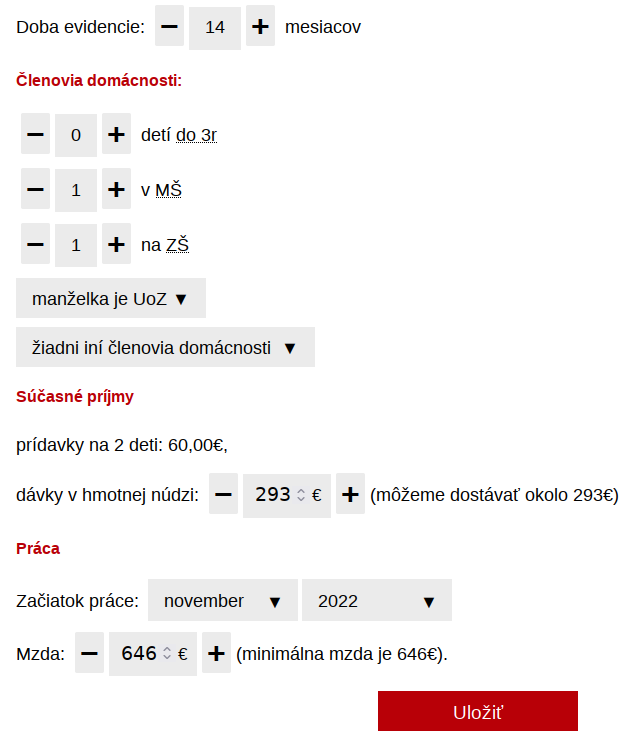 Doba evidencie: − 14 + mesiacov
Členovia domácnosti:
− 0 + detí do 3r
− 1 + v MŠ
− 1 + na ZŠ
manželka je UoZ ▼
žiadni iní členovia domácnosti ▼
Súčasné príjmy
prídavky na 2 deti: 60,00€,
dávky v hmotnej núdzi: − 293 € + (môžeme dostávať okolo 293€)
Práca
Začiatok práce: november ▼ 2022 ▼
Mzda: − 646 € + (minimálna mzda je 646€).
Uložiť